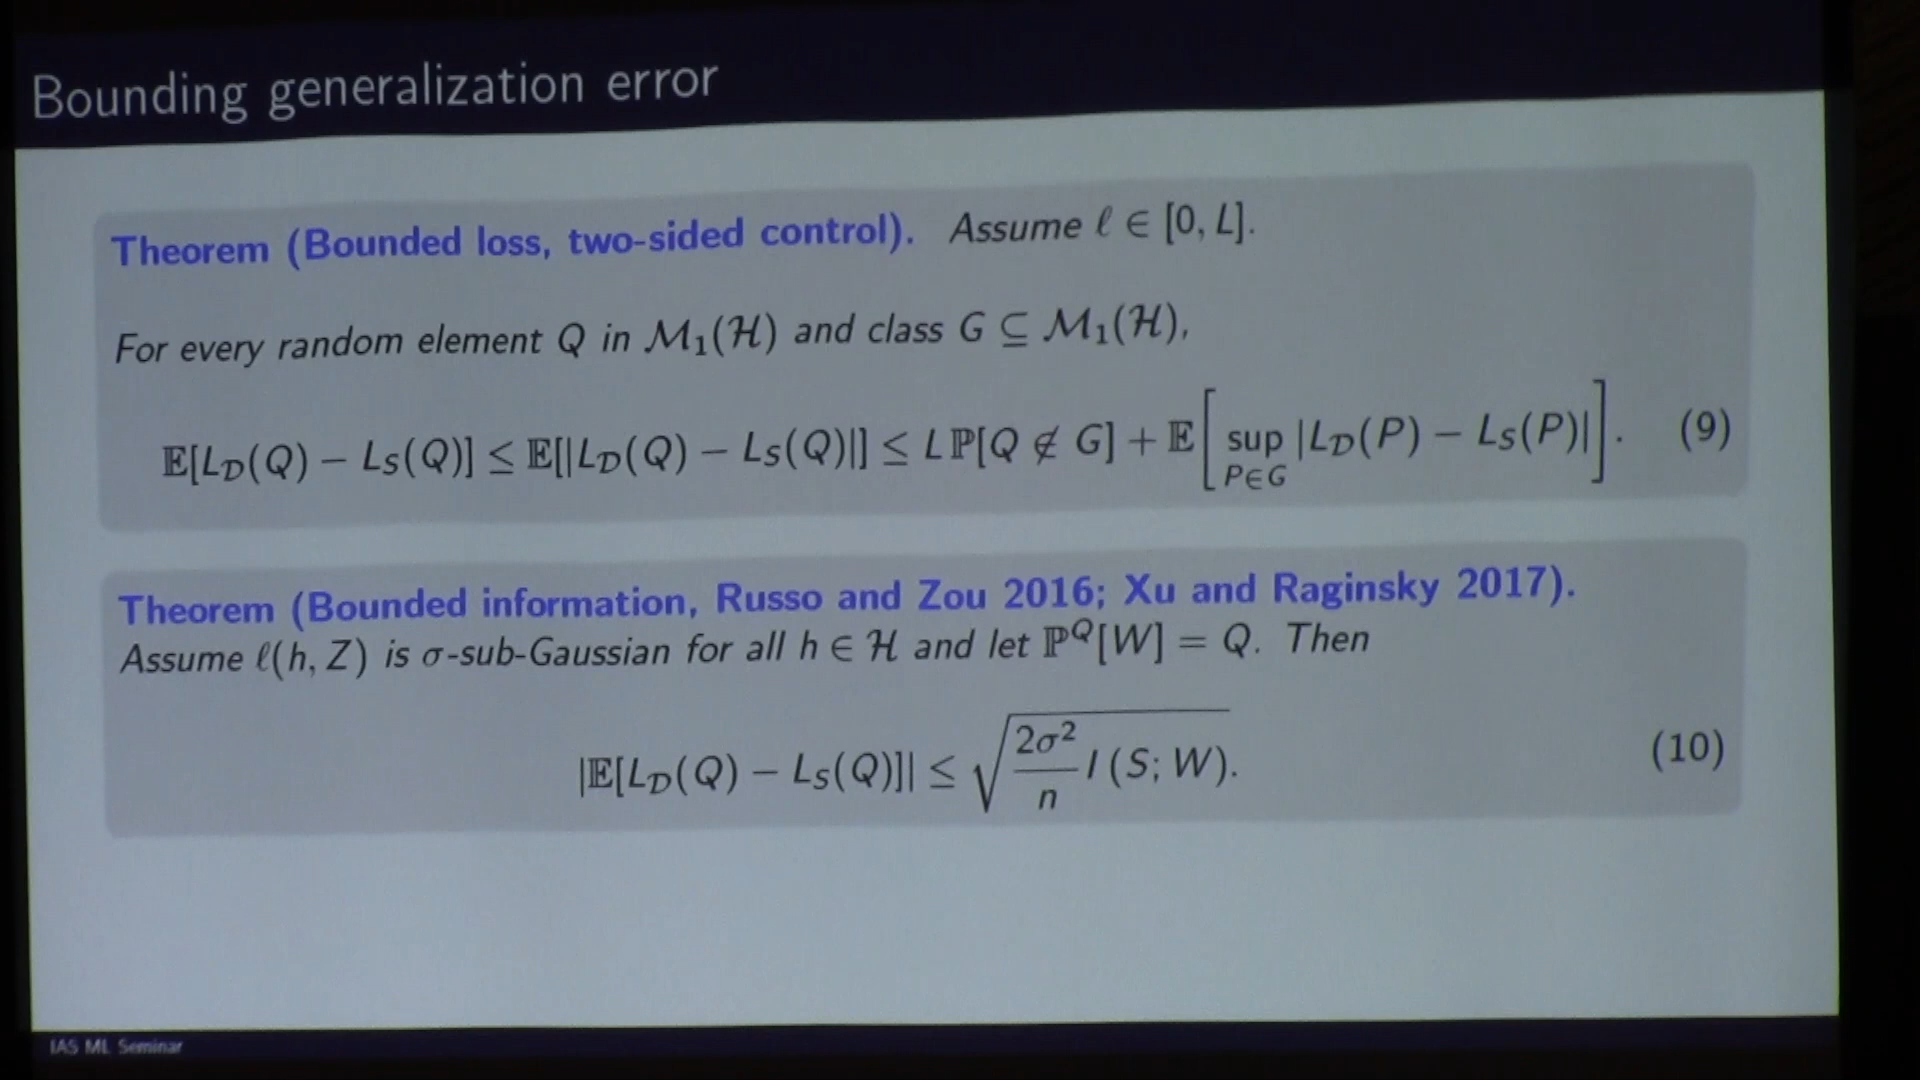 Bounding generalization error
Theorem (Bounded loss, two-sided control). Assume ℓ ∈ [0, L].
For every random element Q in ℳ₁(ℋ) and class G ⊆ ℳ₁(ℋ),
𝔼[L_𝒟(Q) − L_S(Q)] ≤ 𝔼[|L_𝒟(Q) − L_S(Q)|] ≤ L ℙ[Q ∉ G] + 𝔼[ sup_{P∈G} |L_𝒟(P) − L_S(P)| ]. (9)
Theorem (Bounded information, Russo and Zou 2016; Xu and Raginsky 2017).
Assume ℓ(h, Z) is σ-sub-Gaussian for all h ∈ ℋ and let ℙ^Q[W] = Q. Then
|𝔼[L_𝒟(Q) − L_S(Q)]| ≤ √(2σ²/n I (S; W)). (10)
IAS ML Seminar